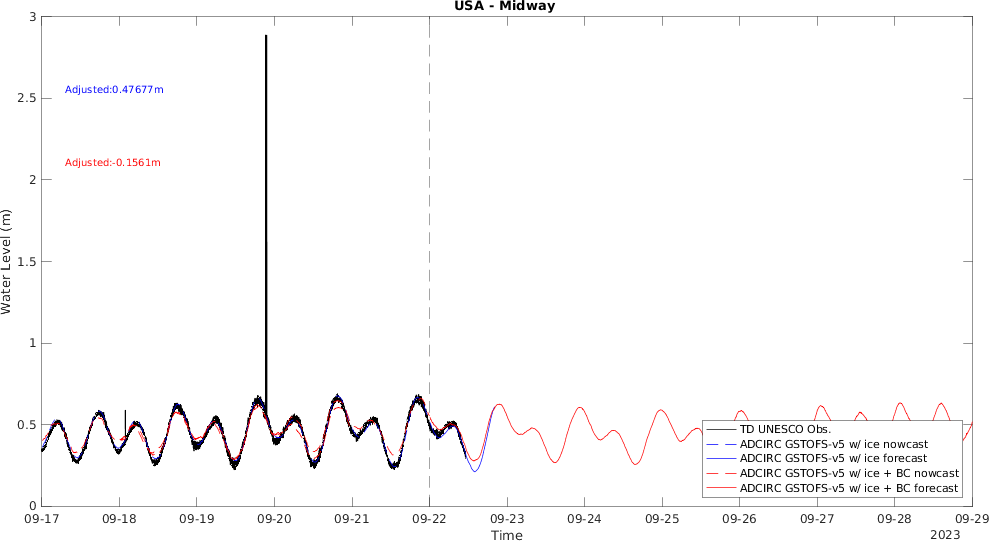 USA - Midway
3
2.5
2
1.5
1
0.5
0
Water Level (m)
Adjusted:0.47677m
Adjusted:-0.1561m
TD UNESCO Obs.
ADCIRC GSTOFS-v5 w/ ice nowcast
ADCIRC GSTOFS-v5 w/ ice forecast
ADCIRC GSTOFS-v5 w/ ice + BC nowcast
ADCIRC GSTOFS-v5 w/ ice + BC forecast
09-17 09-18 09-19 09-20 09-21 09-22 09-23 09-24 09-25 09-26 09-27 09-28 09-29
Time
2023